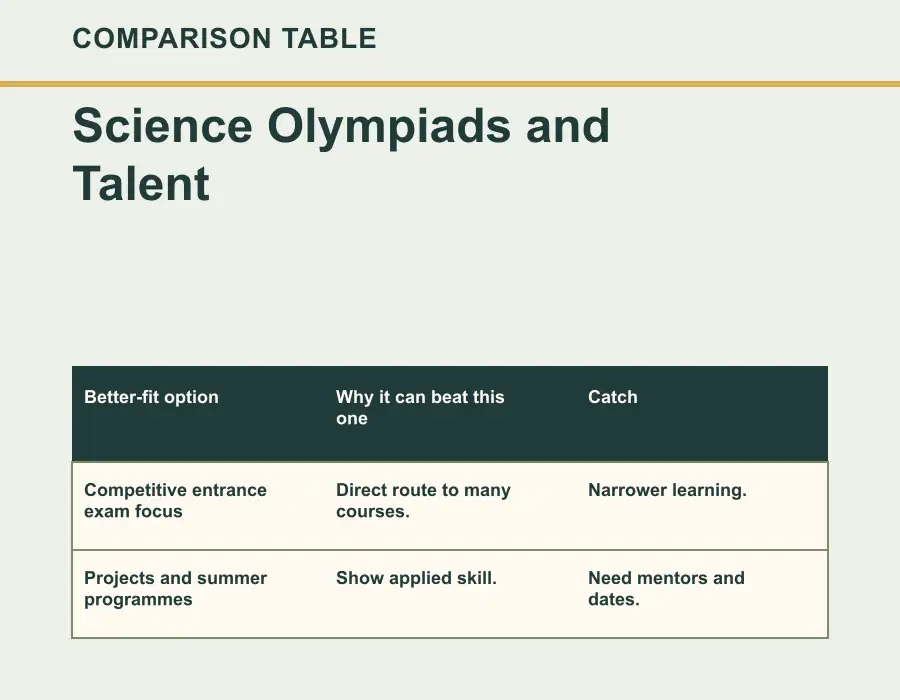 COMPARISON TABLE
Science Olympiads and
Talent
Better-fit option
Why it can beat this
one
Catch
Competitive entrance
exam focus
Direct route to many
courses.
Narrower learning.
Projects and summer
programmes
Show applied skill.
Need mentors and
dates.